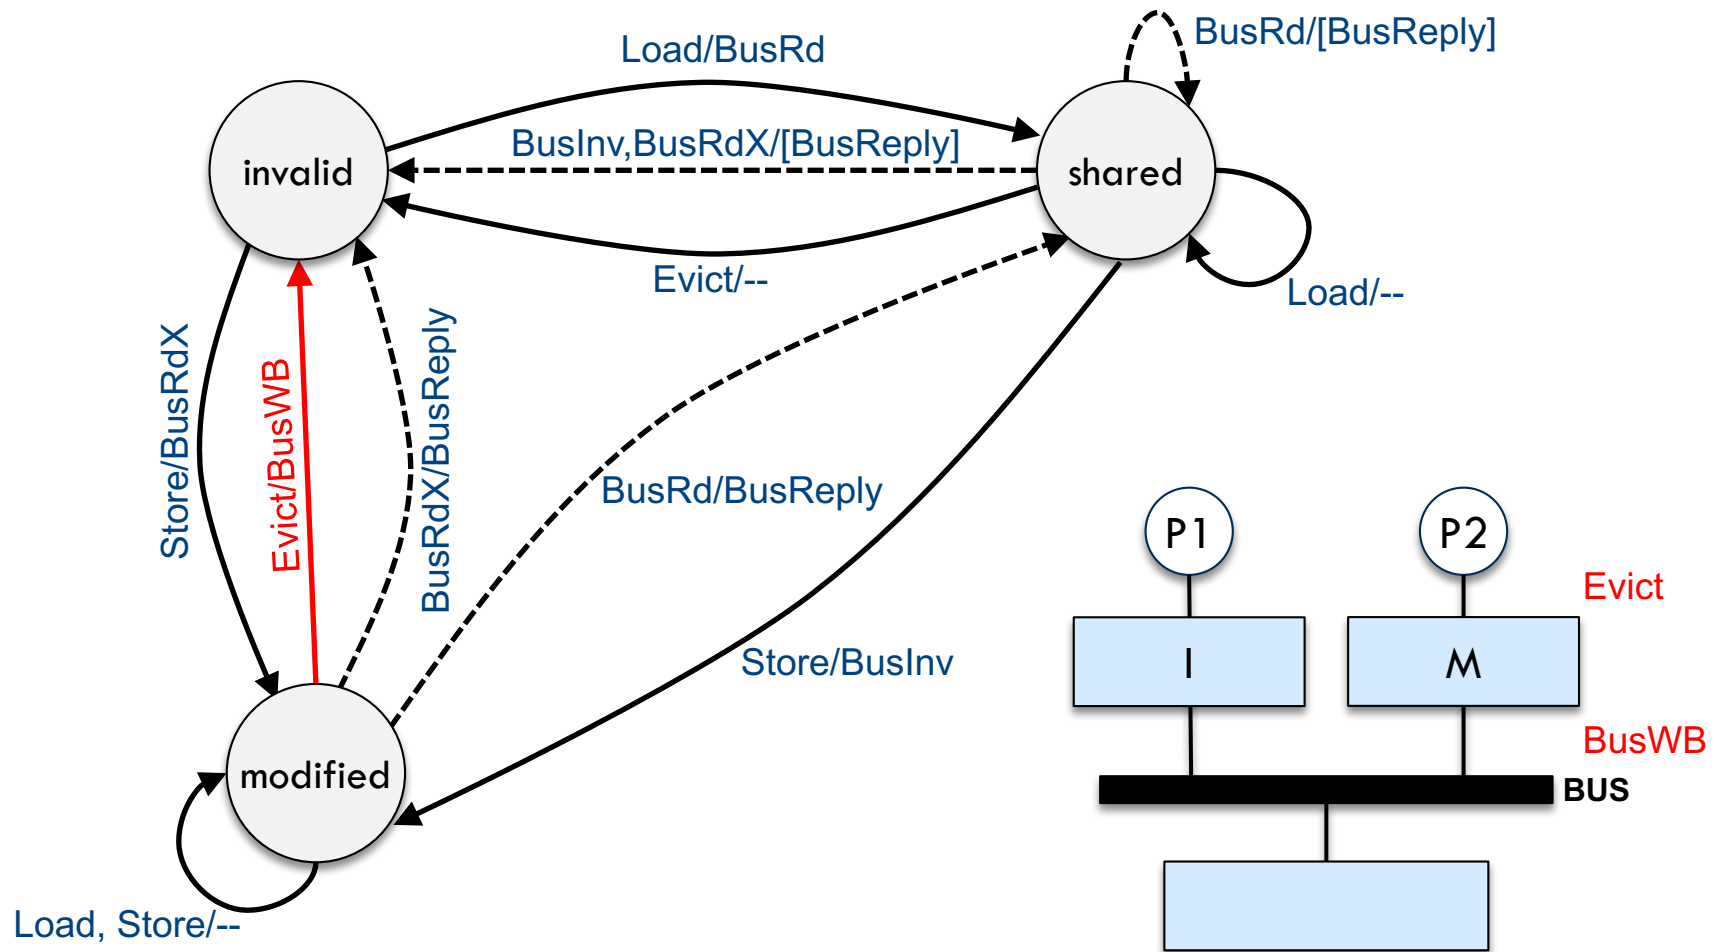 BusRd/[BusReply]
Load/BusRd
BusInv,BusRdX/[BusReply]
invalid
shared
Evict/--
Load/--
Store/BusRdX
Evict/BusWB
BusRdX/BusReply
BusRd/BusReply
P1
P2
Evict
I
M
Store/BusInv
BusWB
modified
BUS
Load, Store/--